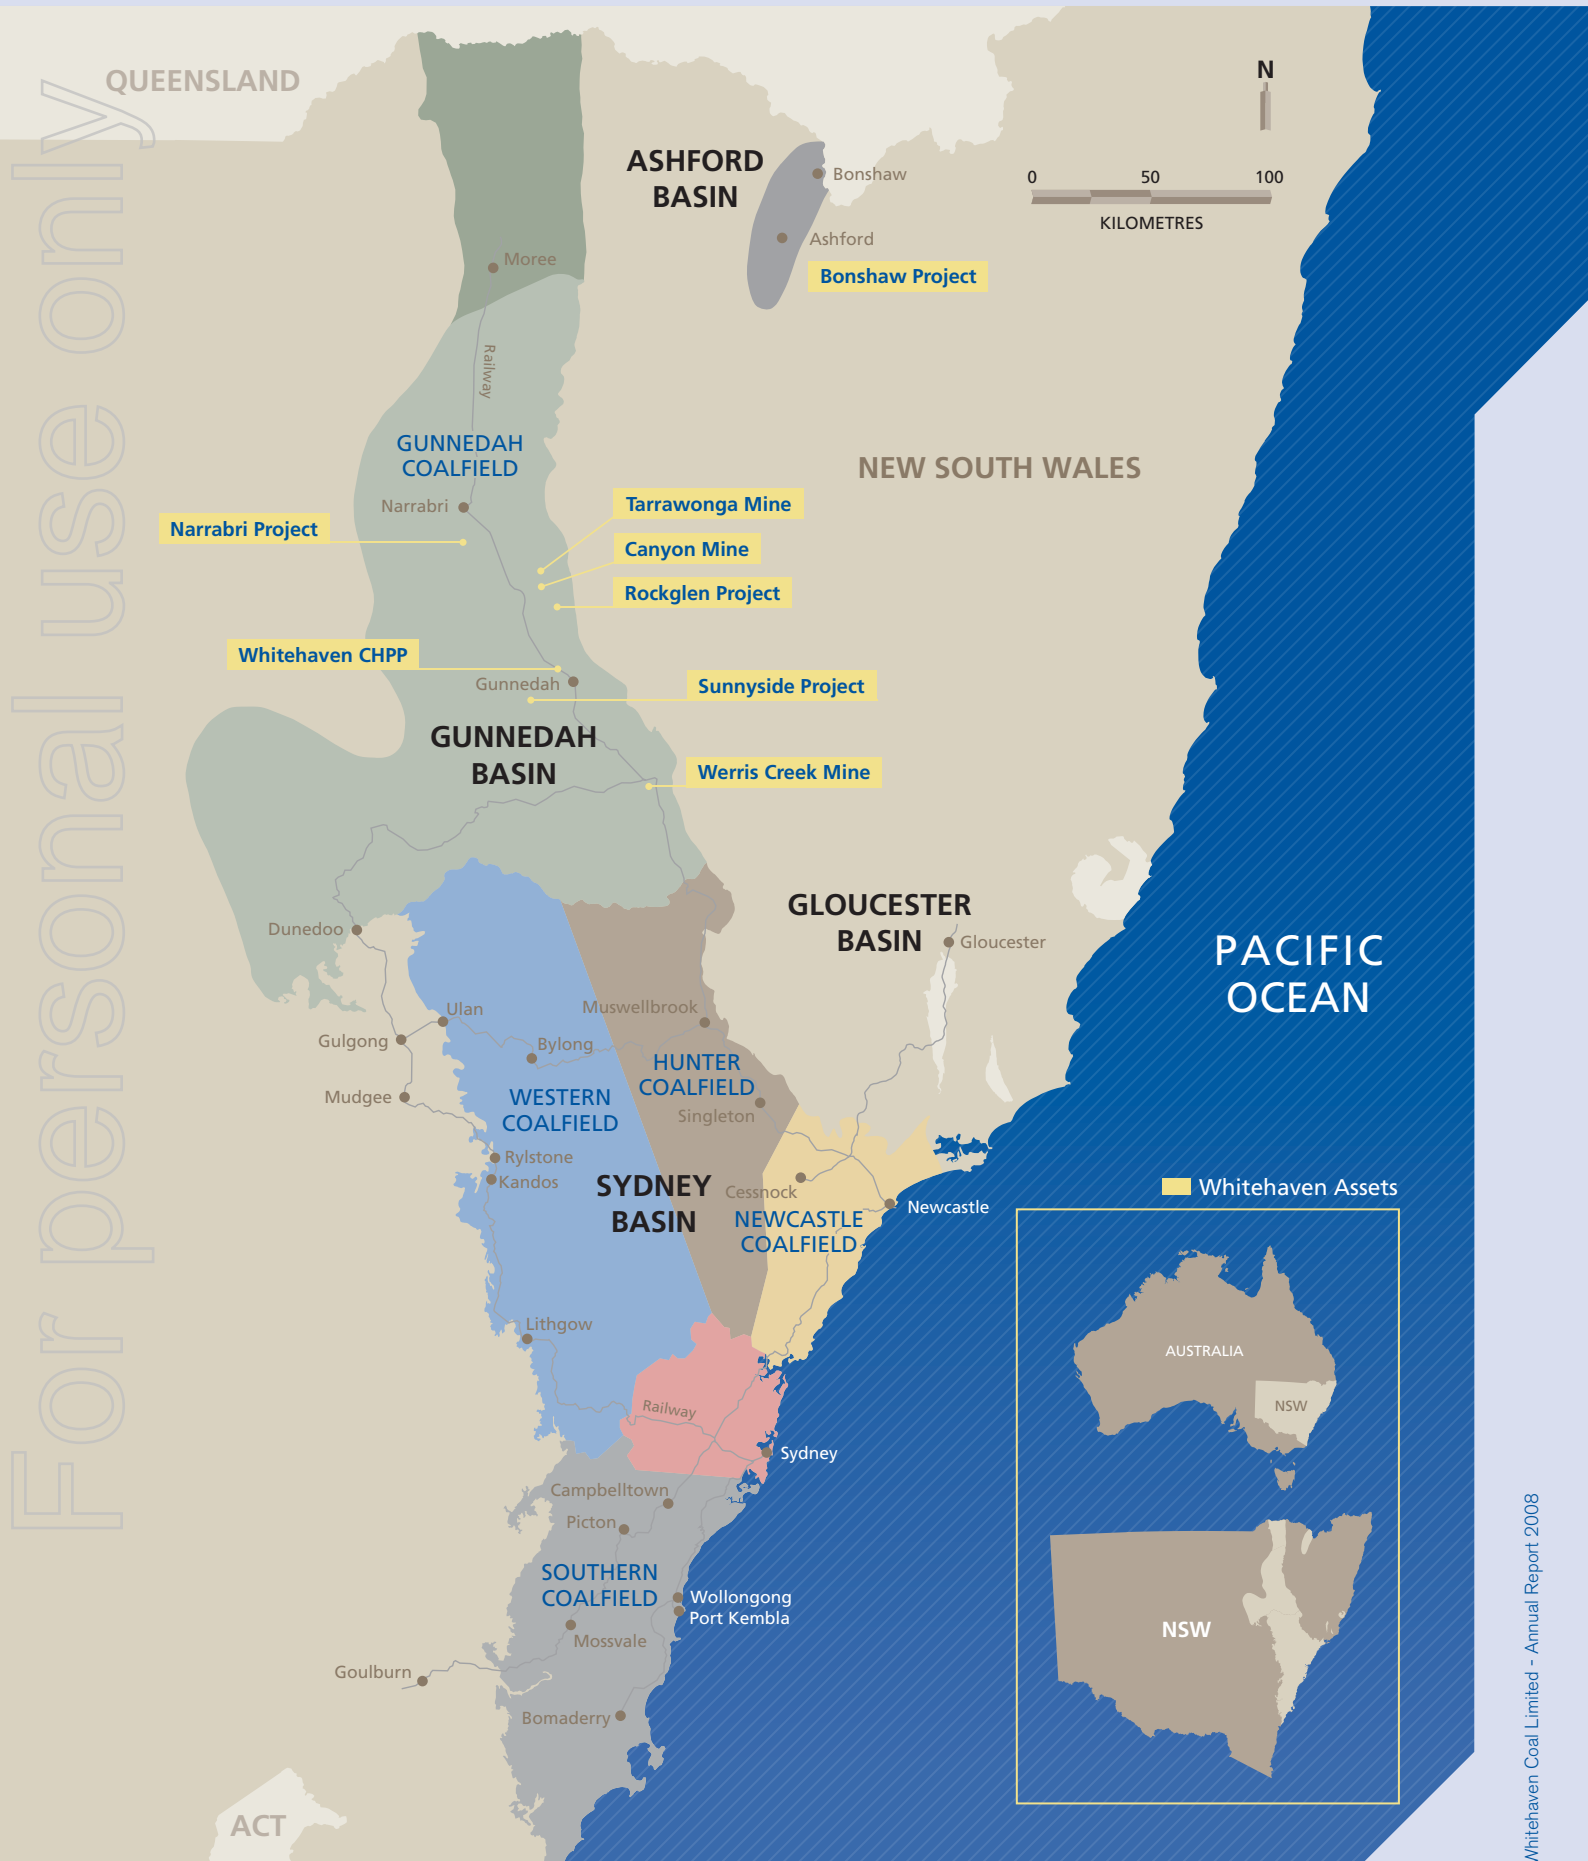 QUEENSLAND
N
ASHFORD
BASIN
Bonshaw
0 50 100
KILOMETRES
Ashford
Moree
Bonshaw Project
Railway
GUNNEDAH
COALFIELD
NEW SOUTH WALES
Narrabri
Tarrawonga Mine
Narrabri Project
Canyon Mine
Rockglen Project
Whitehaven CHPP
Gunnedah
Sunnyside Project
GUNNEDAH
BASIN
Werris Creek Mine
GLOUCESTER
BASIN
Gloucester
Dunedoo
PACIFIC
OCEAN
Ulan
Muswellbrook
Gulgong
Bylong
HUNTER
COALFIELD
Mudgee
WESTERN
COALFIELD
Singleton
Rylstone
Kandos
SYDNEY
BASIN
Cessnock
Newcastle
NEWCASTLE
COALFIELD
Whitehaven Assets
Lithgow
AUSTRALIA
NSW
Railway
Sydney
Campbelltown
Picton
SOUTHERN
COALFIELD
Wollongong
Port Kembla
NSW
Mossvale
Goulburn
Bomaderry
ACT
For personal use only
Whitehaven Coal Limited - Annual Report 2008